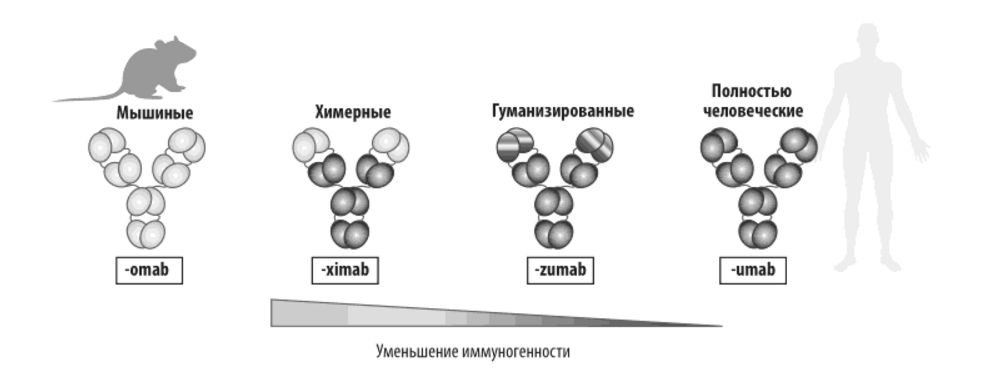 Мышиные
Химерные
Гуманизированные
Полностью
человеческие
-omab
-ximab
-zumab
-umab
Уменьшение иммуногенности